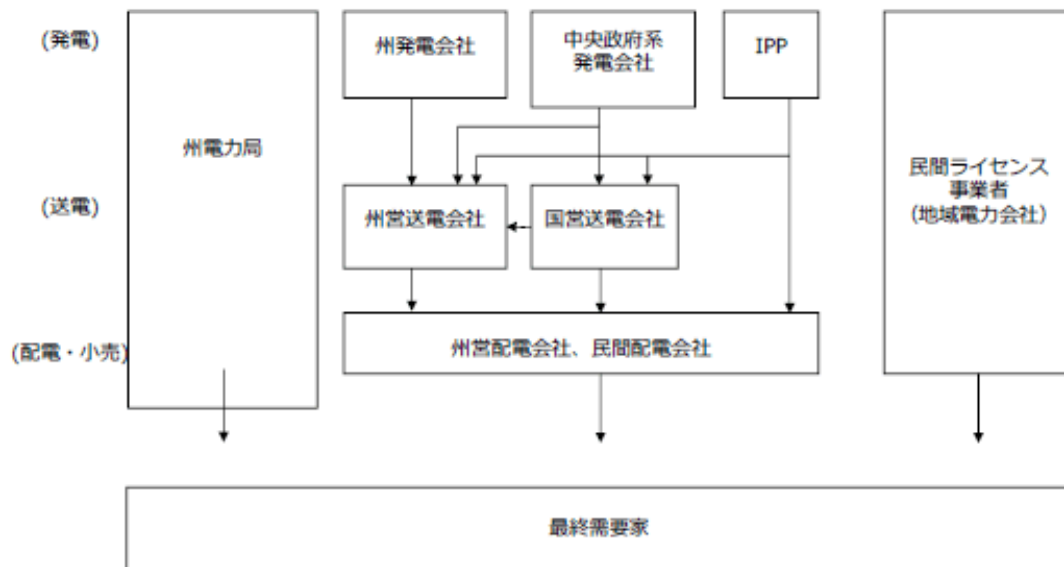 (発電)
州発電会社
中央政府系
発電会社
IPP
州電力局
民間ライセンス
事業者
（地域電力会社）
(送電)
州営送電会社
国営送電会社
(配電・小売)
州営配電会社、民間配電会社
最終需要家